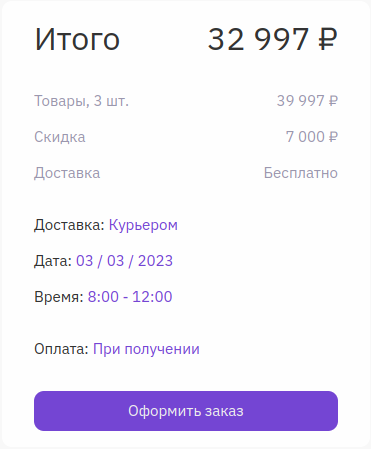 Итого 32 997 ₽
Товары, 3 шт. 39 997 ₽
Скидка 7 000 ₽
Доставка Бесплатно
Доставка: Курьером
Дата: 03 / 03 / 2023
Время: 8:00 - 12:00
Оплата: При получении
Оформить заказ